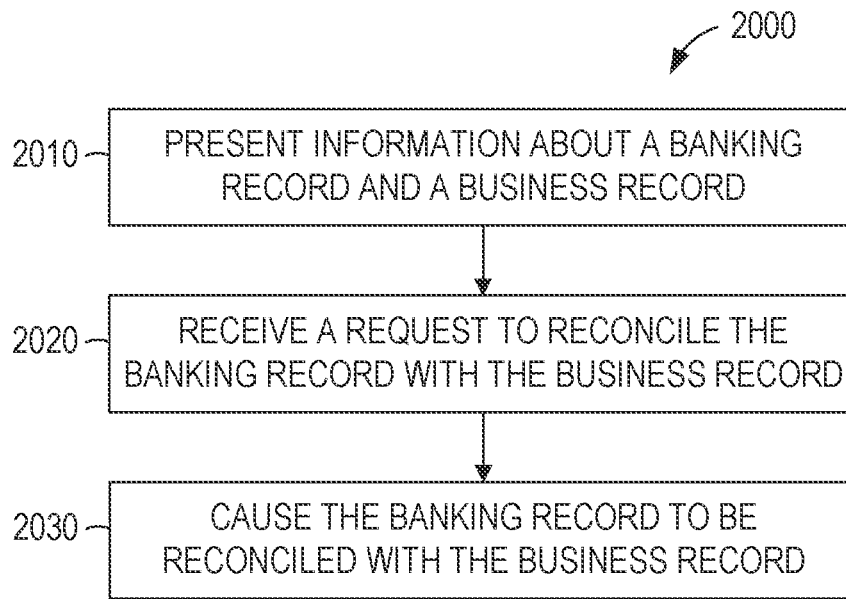 2000
2010
PRESENT INFORMATION ABOUT A BANKING
RECORD AND A BUSINESS RECORD
2020
RECEIVE A REQUEST TO RECONCILE THE
BANKING RECORD WITH THE BUSINESS RECORD
2030
CAUSE THE BANKING RECORD TO BE
RECONCILED WITH THE BUSINESS RECORD